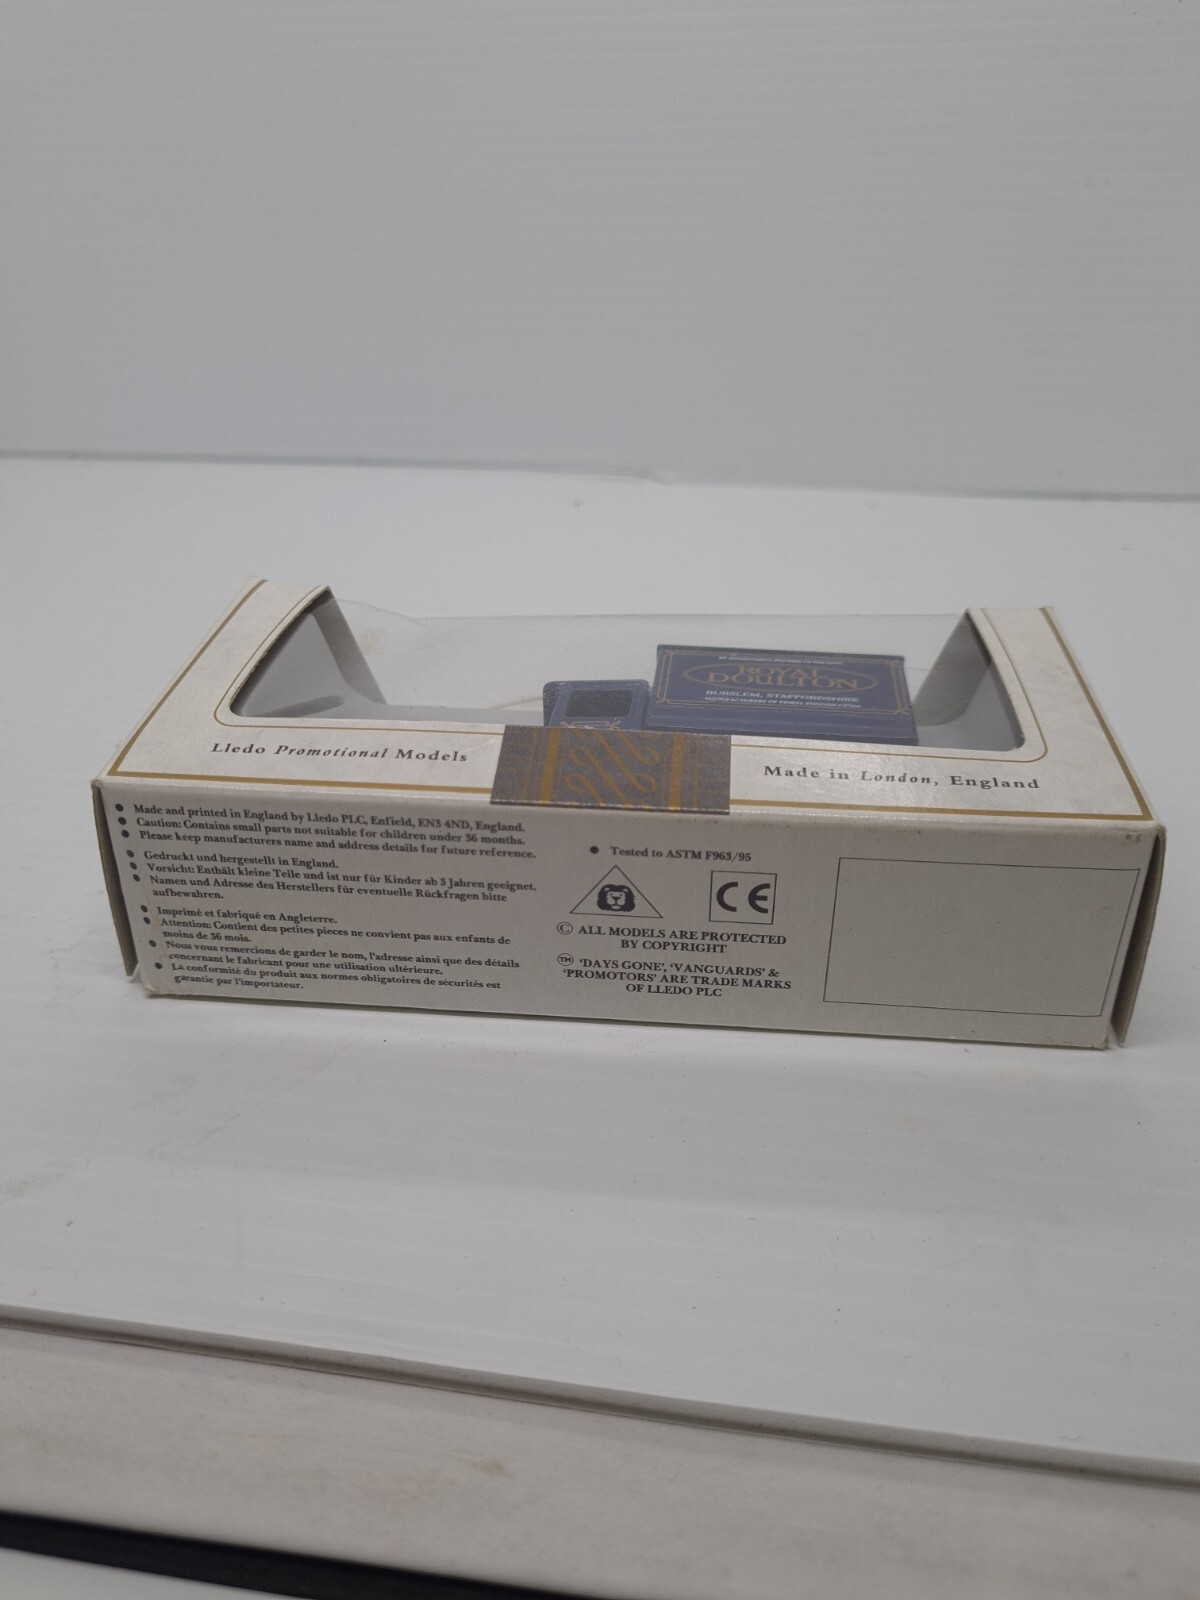 ROYAL
DOULTON
BURSLEM, STAFFORDSHIRE
MANUFACTURERS OF FINEST ENGLISH CHINA
Lledo Promotional Models
Made in London, England
• Made and printed in England by Lledo PLC, Enfield, EN3 4ND, England.
• Caution: Contains small parts not suitable for children under 36 months.
• Please keep manufacturers name and address details for future reference.
• Gedruckt und hergestellt in England.
• Vorsicht: Enthält kleine Teile und ist nur für Kinder ab 3 Jahren geeignet.
• Namen und Adresse des Herstellers für eventuelle Rückfragen bitte
aufbewahren.
• Imprimé et fabriqué en Angleterre.
• Attention: Contient des petites pieces ne convient pas aux enfants de
moins de 36 mois.
• Nous vous remercions de garder le nom, l'adresse ainsi que des détails
concernant le fabricant pour une utilisation ultérieure.
• La conformité du produit aux normes obligatoires de sécurités est
garantie par l'importateur.
• Tested to ASTM F963/95
CE
© ALL MODELS ARE PROTECTED
BY COPYRIGHT
TM 'DAYS GONE', 'VANGUARDS' &
'PROMOTORS' ARE TRADE MARKS
OF LLEDO PLC